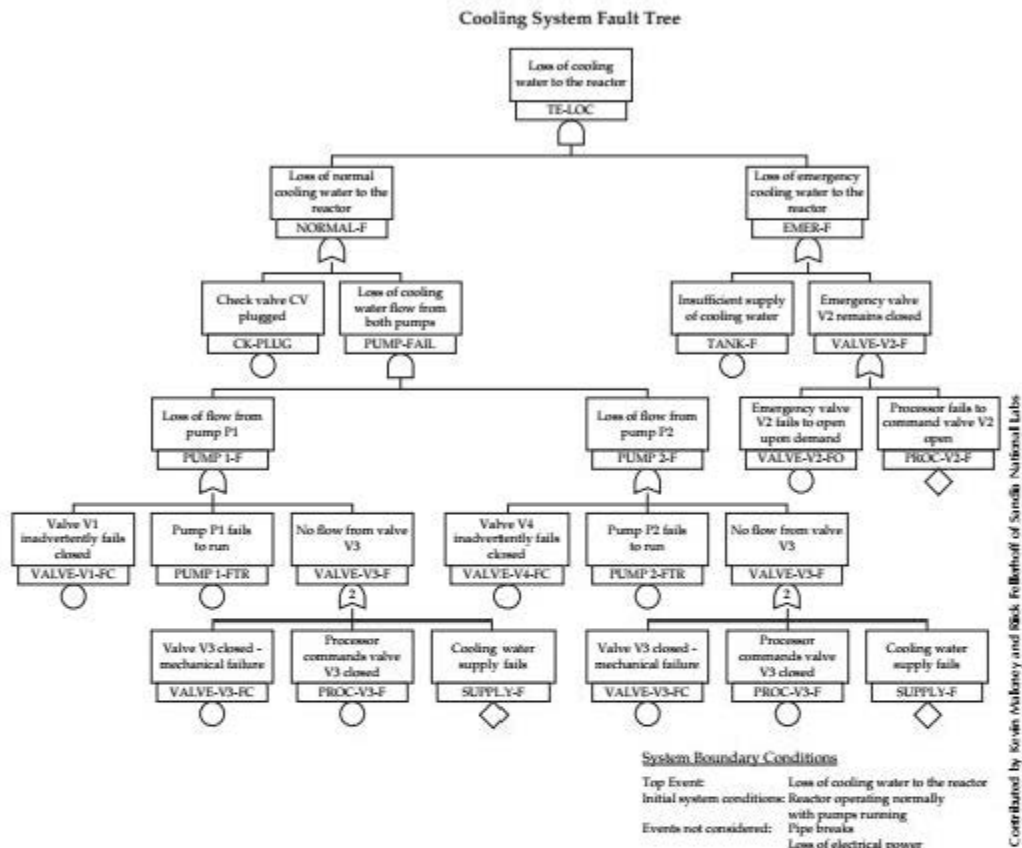 Cooling System Fault Tree
Loss of cooling
water to the reactor
TE-LOC
Loss of normal
cooling water to the
reactor
NORMAL-F
Loss of emergency
cooling water to the
reactor
EMER-F
Check valve CV
plugged
CK-PLUG
Loss of cooling
water flow from
both pumps
PUMP-FAIL
Insufficient supply
of cooling water
TANK-F
Emergency valve
V2 remains closed
VALVE-V2-F
Loss of flow from
pump P1
PUMP 1-F
Loss of flow from
pump P2
PUMP 2-F
Emergency valve
V2 fails to open
upon demand
VALVE-V2-FO
Processor fails to
command valve V2
open
PROC-V2-F
Valve V1
inadvertently fails
closed
VALVE-V1-FC
Pump P1 fails
to run
PUMP 1-FTR
No flow from valve
V3
VALVE-V3-F
2
Valve V4
inadvertently fails
closed
VALVE-V4-FC
Pump P2 fails
to run
PUMP 2-FTR
No flow from valve
V3
VALVE-V3-F
2
Valve V3 closed -
mechanical failure
VALVE-V3-FC
Processor
commands valve
V3 closed
PROC-V3-F
Cooling water
supply fails
SUPPLY-F
Valve V3 closed -
mechanical failure
VALVE-V3-FC
Processor
commands valve
V3 closed
PROC-V3-F
Cooling water
supply fails
SUPPLY-F
System Boundary Conditions
Top Event: Loss of cooling water to the reactor
Initial system conditions: Reactor operating normally
with pumps running
Events not considered: Pipe breaks
Loss of electrical power
Contributed by Kevin Mulloney and Rick Fellerhoff of Sandia National Labs